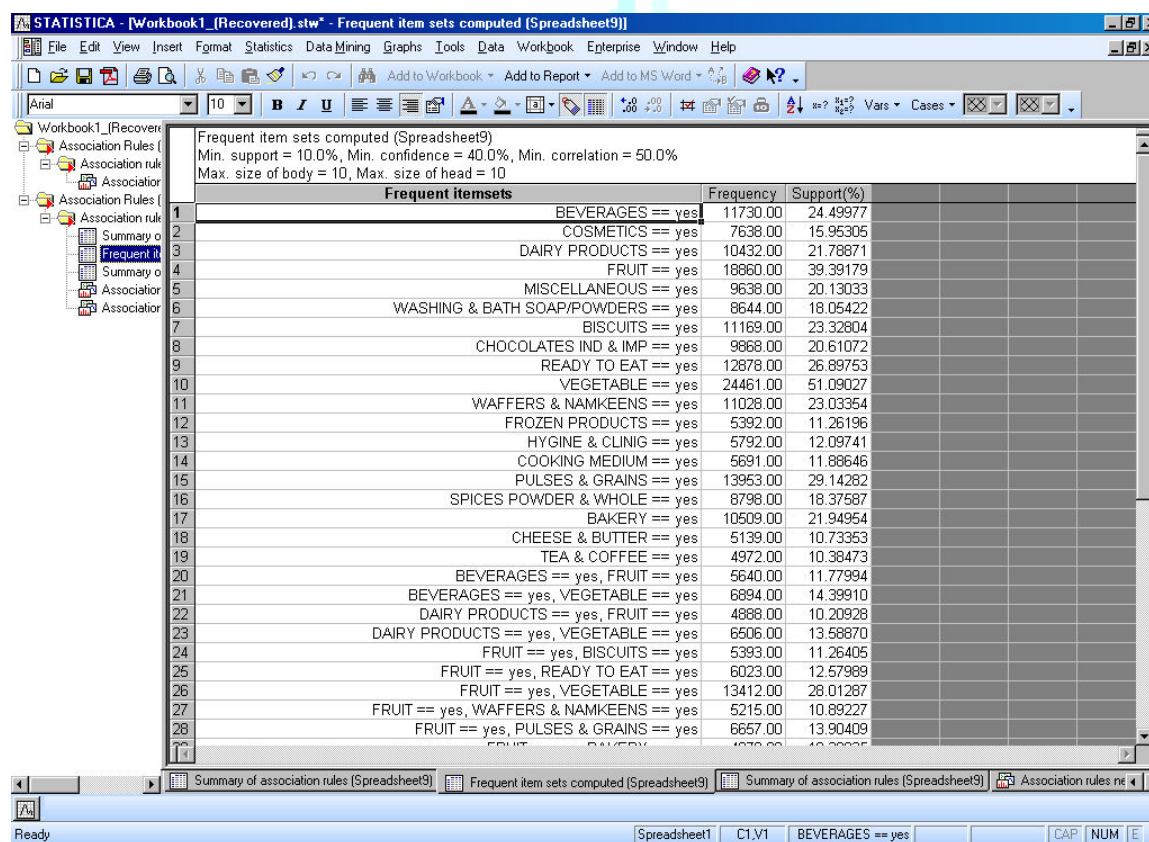 STATISTICA - [Workbook1_(Recovered).stw* - Frequent item sets computed (Spreadsheet9)]
File Edit View Insert Format Statistics Data Mining Graphs Tools Data Workbook Enterprise Window Help
Add to Workbook Add to Report Add to MS Word
Arial 10 B I U Vars Cases
Workbook1_(Recovere
Association Rules (
Association rule
Association
Association Rules (
Association rule
Summary o
Frequent it
Summary o
Association
Association
Frequent item sets computed (Spreadsheet9)
Min. support = 10.0%, Min. confidence = 40.0%, Min. correlation = 50.0%
Max. size of body = 10, Max. size of head = 10
Frequent itemsets Frequency Support(%)
1 BEVERAGES == yes 11730.00 24.49977
2 COSMETICS == yes 7638.00 15.95305
3 DAIRY PRODUCTS == yes 10432.00 21.78871
4 FRUIT == yes 18860.00 39.39179
5 MISCELLANEOUS == yes 9638.00 20.13033
6 WASHING & BATH SOAP/POWDERS == yes 8644.00 18.05422
7 BISCUITS == yes 11169.00 23.32804
8 CHOCOLATES IND & IMP == yes 9868.00 20.61072
9 READY TO EAT == yes 12878.00 26.89753
10 VEGETABLE == yes 24461.00 51.09027
11 WAFFERS & NAMKEENS == yes 11028.00 23.03354
12 FROZEN PRODUCTS == yes 5392.00 11.26196
13 HYGINE & CLINIG == yes 5792.00 12.09741
14 COOKING MEDIUM == yes 5691.00 11.88646
15 PULSES & GRAINS == yes 13953.00 29.14282
16 SPICES POWDER & WHOLE == yes 8798.00 18.37587
17 BAKERY == yes 10509.00 21.94954
18 CHEESE & BUTTER == yes 5139.00 10.73353
19 TEA & COFFEE == yes 4972.00 10.38473
20 BEVERAGES == yes, FRUIT == yes 5640.00 11.77994
21 BEVERAGES == yes, VEGETABLE == yes 6894.00 14.39910
22 DAIRY PRODUCTS == yes, FRUIT == yes 4888.00 10.20928
23 DAIRY PRODUCTS == yes, VEGETABLE == yes 6506.00 13.58870
24 FRUIT == yes, BISCUITS == yes 5393.00 11.26405
25 FRUIT == yes, READY TO EAT == yes 6023.00 12.57989
26 FRUIT == yes, VEGETABLE == yes 13412.00 28.01287
27 FRUIT == yes, WAFFERS & NAMKEENS == yes 5215.00 10.89227
28 FRUIT == yes, PULSES & GRAINS == yes 6657.00 13.90409
Summary of association rules (Spreadsheet9) Frequent item sets computed (Spreadsheet9) Summary of association rules (Spreadsheet9) Association rules ne
Ready Spreadsheet1 C1,V1 BEVERAGES == yes CAP NUM E